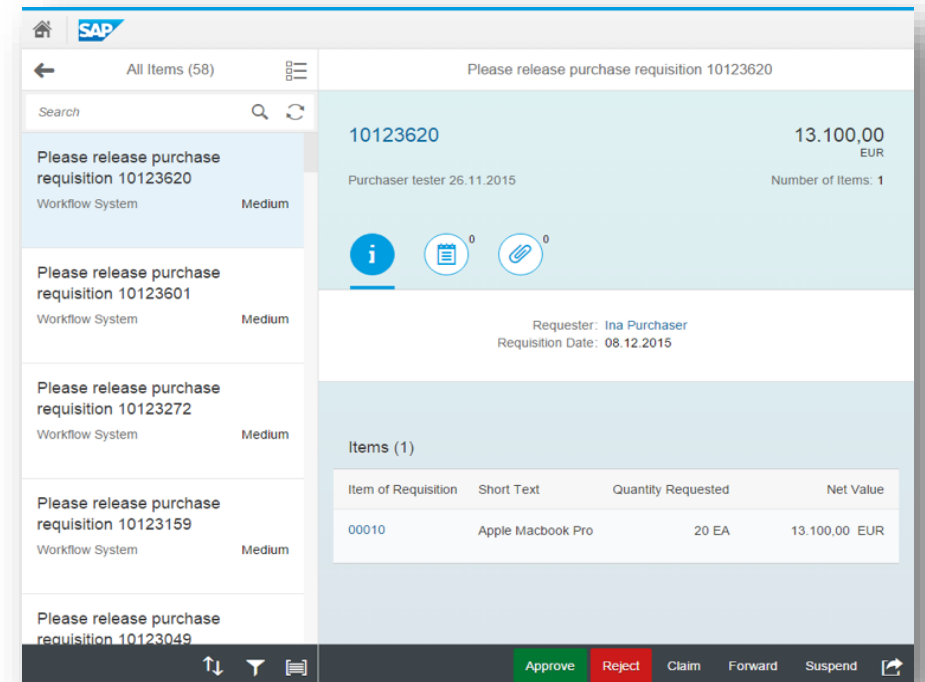 SAP
All Items (58)
Please release purchase requisition 10123620
Search
Please release purchase
requisition 10123620
Workflow System Medium
Please release purchase
requisition 10123601
Workflow System Medium
Please release purchase
requisition 10123272
Workflow System Medium
Please release purchase
requisition 10123159
Workflow System Medium
Please release purchase
requisition 10123049
10123620 13.100,00
EUR
Purchaser tester 26.11.2015 Number of Items: 1
i 0 0
Requester: Ina Purchaser
Requisition Date: 08.12.2015
Items (1)
Item of Requisition Short Text Quantity Requested Net Value
00010 Apple Macbook Pro 20 EA 13.100,00 EUR
Approve Reject Claim Forward Suspend